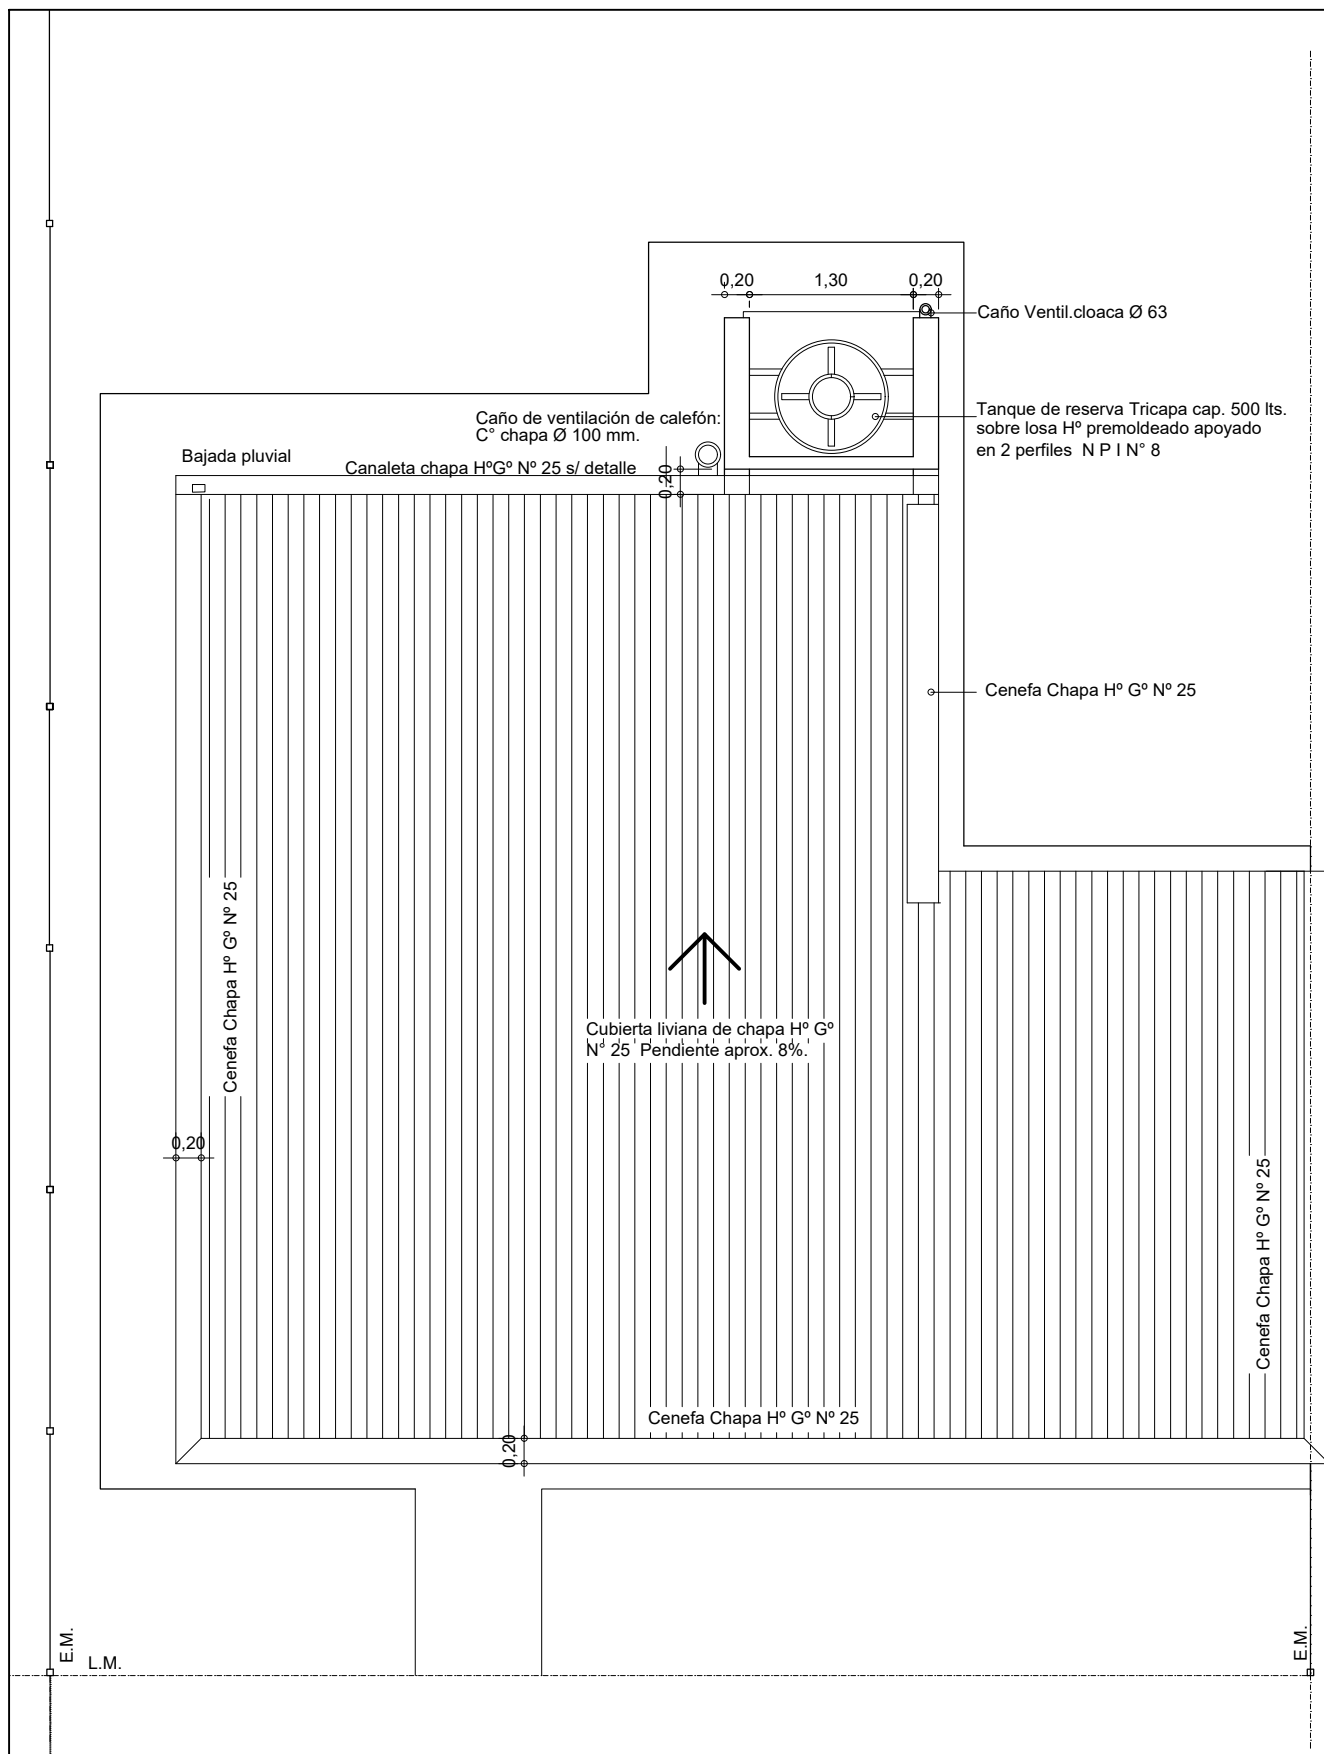 0,20
1,30
0,20
Caño Ventil.cloaca Ø 63
Tanque de reserva Tricapa cap. 500 lts.
sobre losa Hº premoldeado apoyado
en 2 perfiles N P I N° 8
Caño de ventilación de calefón:
C° chapa Ø 100 mm.
Bajada pluvial
Canaleta chapa HºGº Nº 25 s/ detalle
0,20
Cenefa Chapa Hº Gº Nº 25
Cenefa Chapa Hº Gº Nº 25
Cubierta liviana de chapa Hº Gº
N° 25 Pendiente aprox. 8%.
0,20
Cenefa Chapa Hº Gº Nº 25
Cenefa Chapa Hº Gº Nº 25
0,20
E.M.
L.M.
E.M.